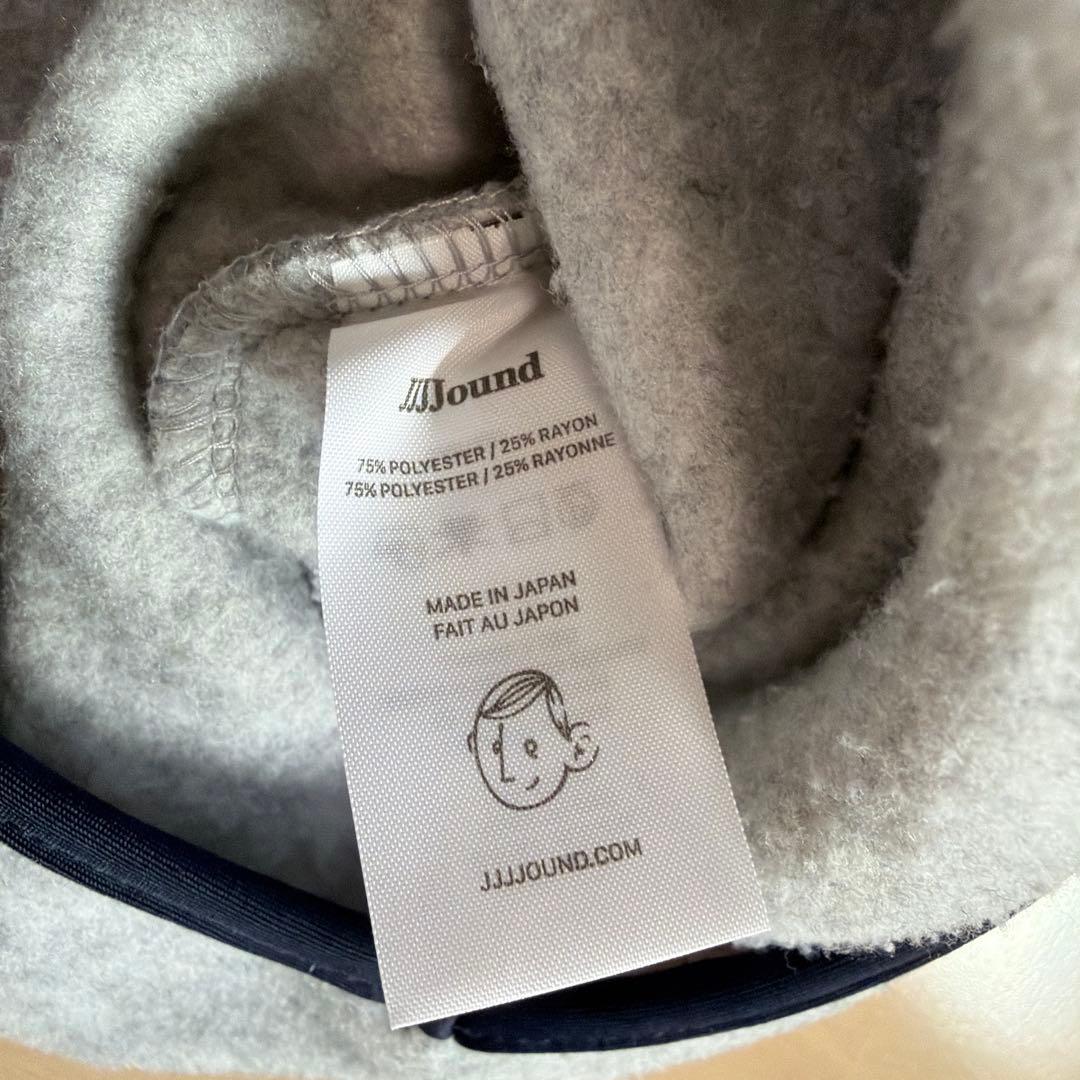 JJJJound
75% POLYESTER / 25% RAYON
75% POLYESTER / 25% RAYONNE
MADE IN JAPAN
FAIT AU JAPON
JJJJOUND.COM